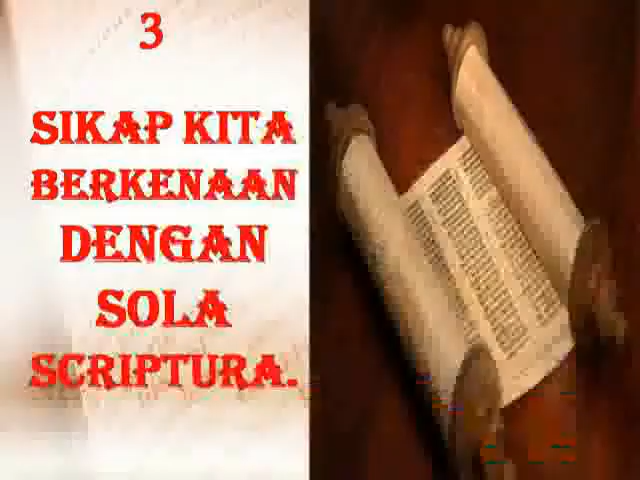 3
SIKAP KITA
BERKENAAN
DENGAN
SOLA
SCRIPTURA.